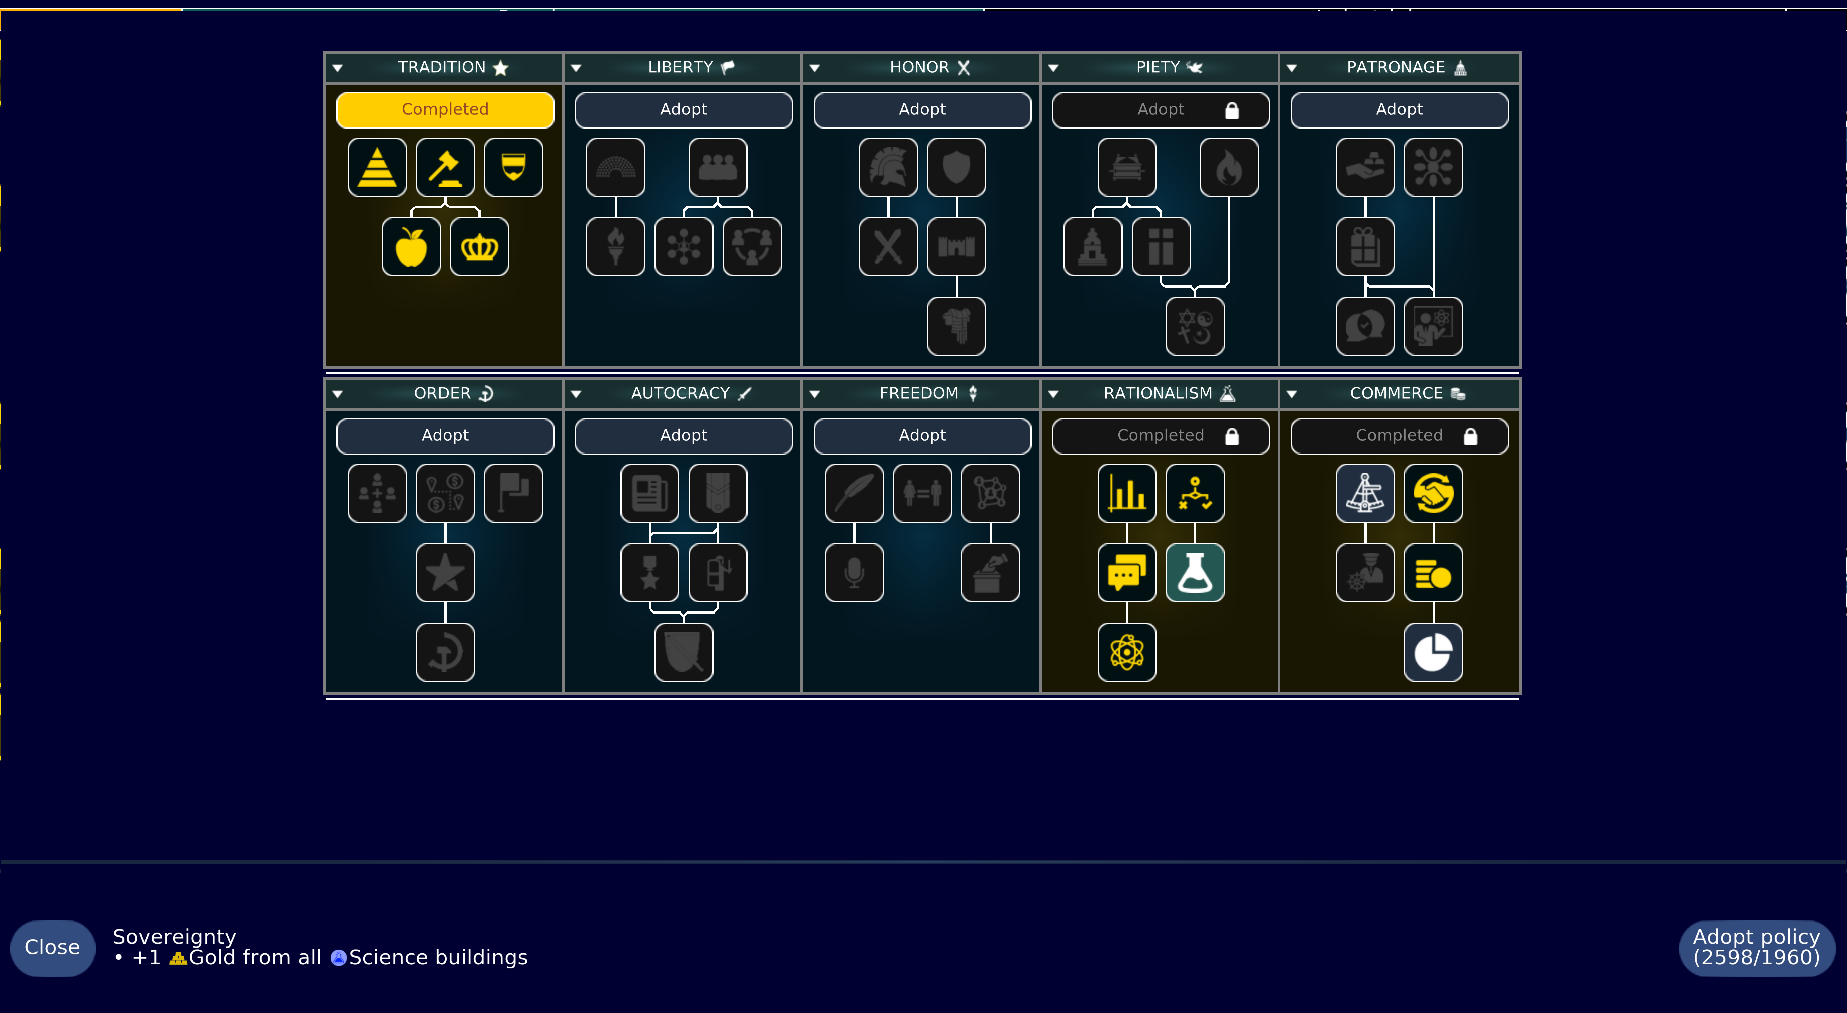 TRADITION
LIBERTY
HONOR
PIETY
PATRONAGE
Completed
Adopt
Adopt
Adopt
Adopt
ORDER
AUTOCRACY
FREEDOM
RATIONALISM
COMMERCE
Adopt
Adopt
Adopt
Completed
Completed
Close
Sovereignty
• +1 Gold from all Science buildings
Adopt policy
(2598/1960)